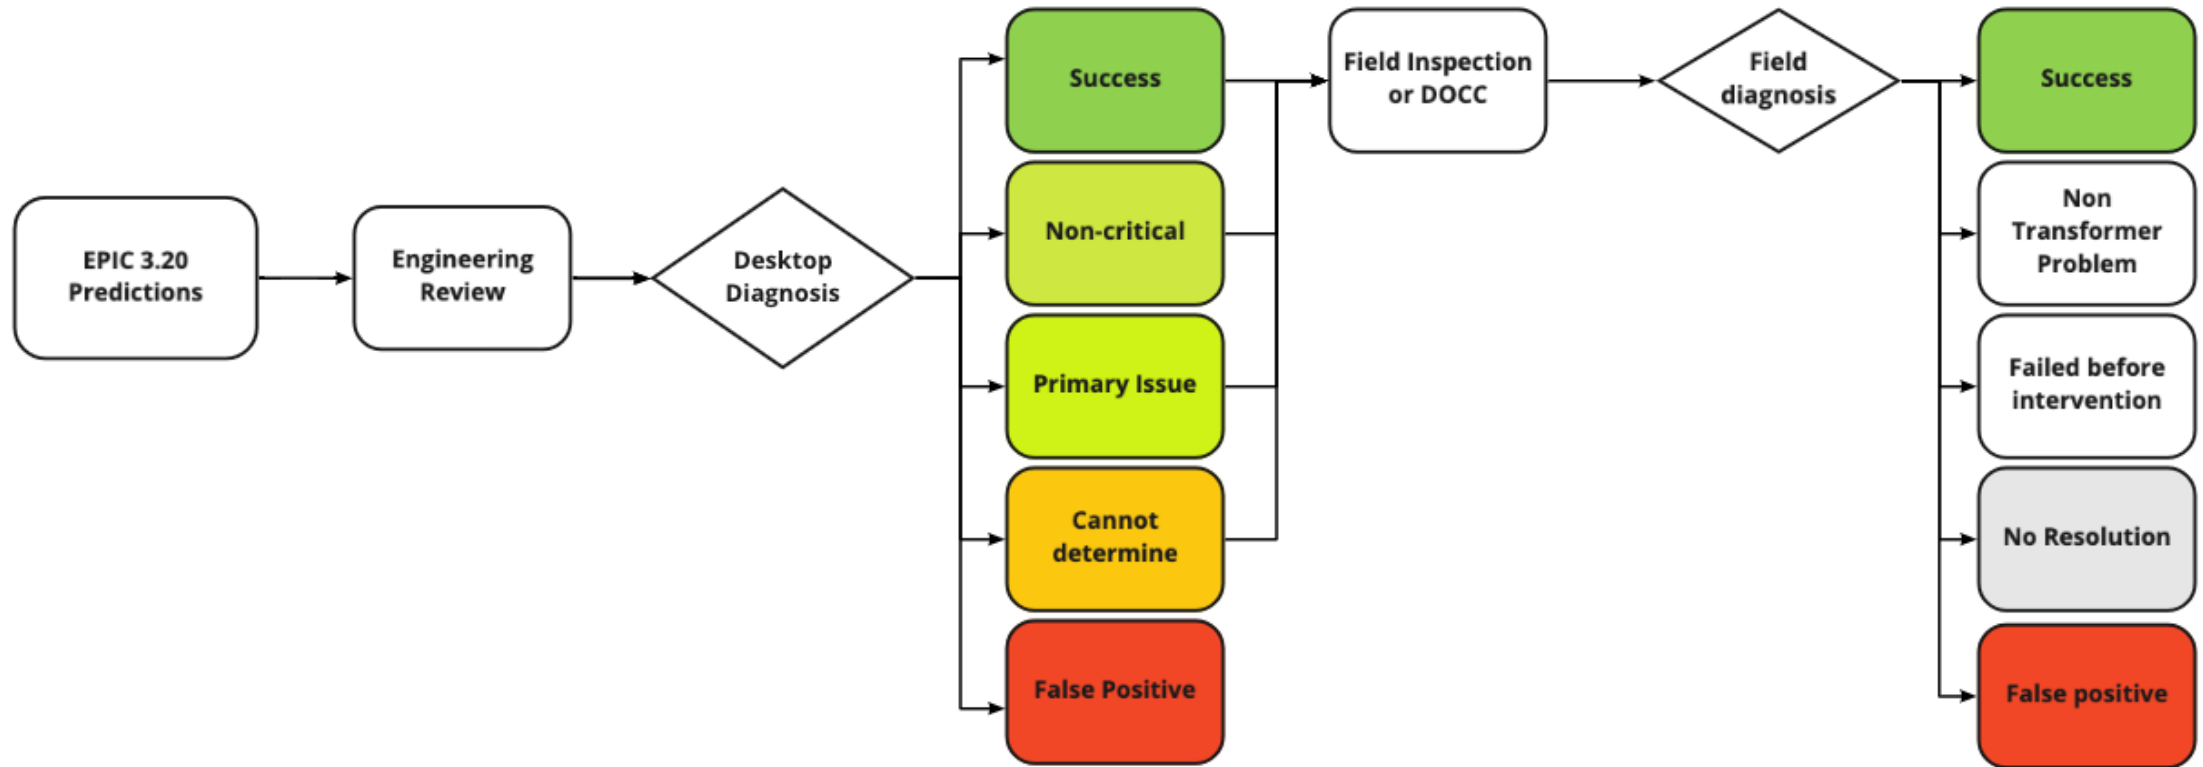 EPIC 3.20
Predictions
Engineering
Review
Desktop
Diagnosis
Success
Non-critical
Primary Issue
Cannot
determine
False Positive
Field Inspection
or DOCC
Field
diagnosis
Success
Non
Transformer
Problem
Failed before
intervention
No Resolution
False positive